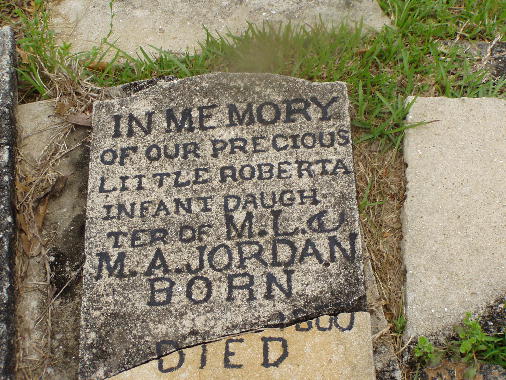 IN MEMORY
OF OUR PRECIOUS
LITTLE ROBERTA
INFANT DAUGH
TER OF M.L.&
M.A.JORDAN
BORN
DIED